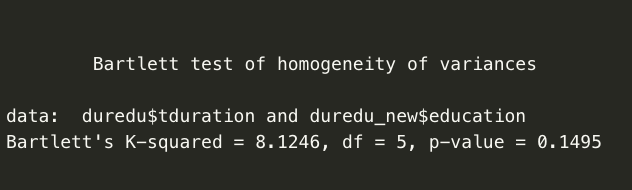 Bartlett test of homogeneity of variances
data:  duredu$tduration and duredu_new$education
Bartlett's K-squared = 8.1246, df = 5, p-value = 0.1495